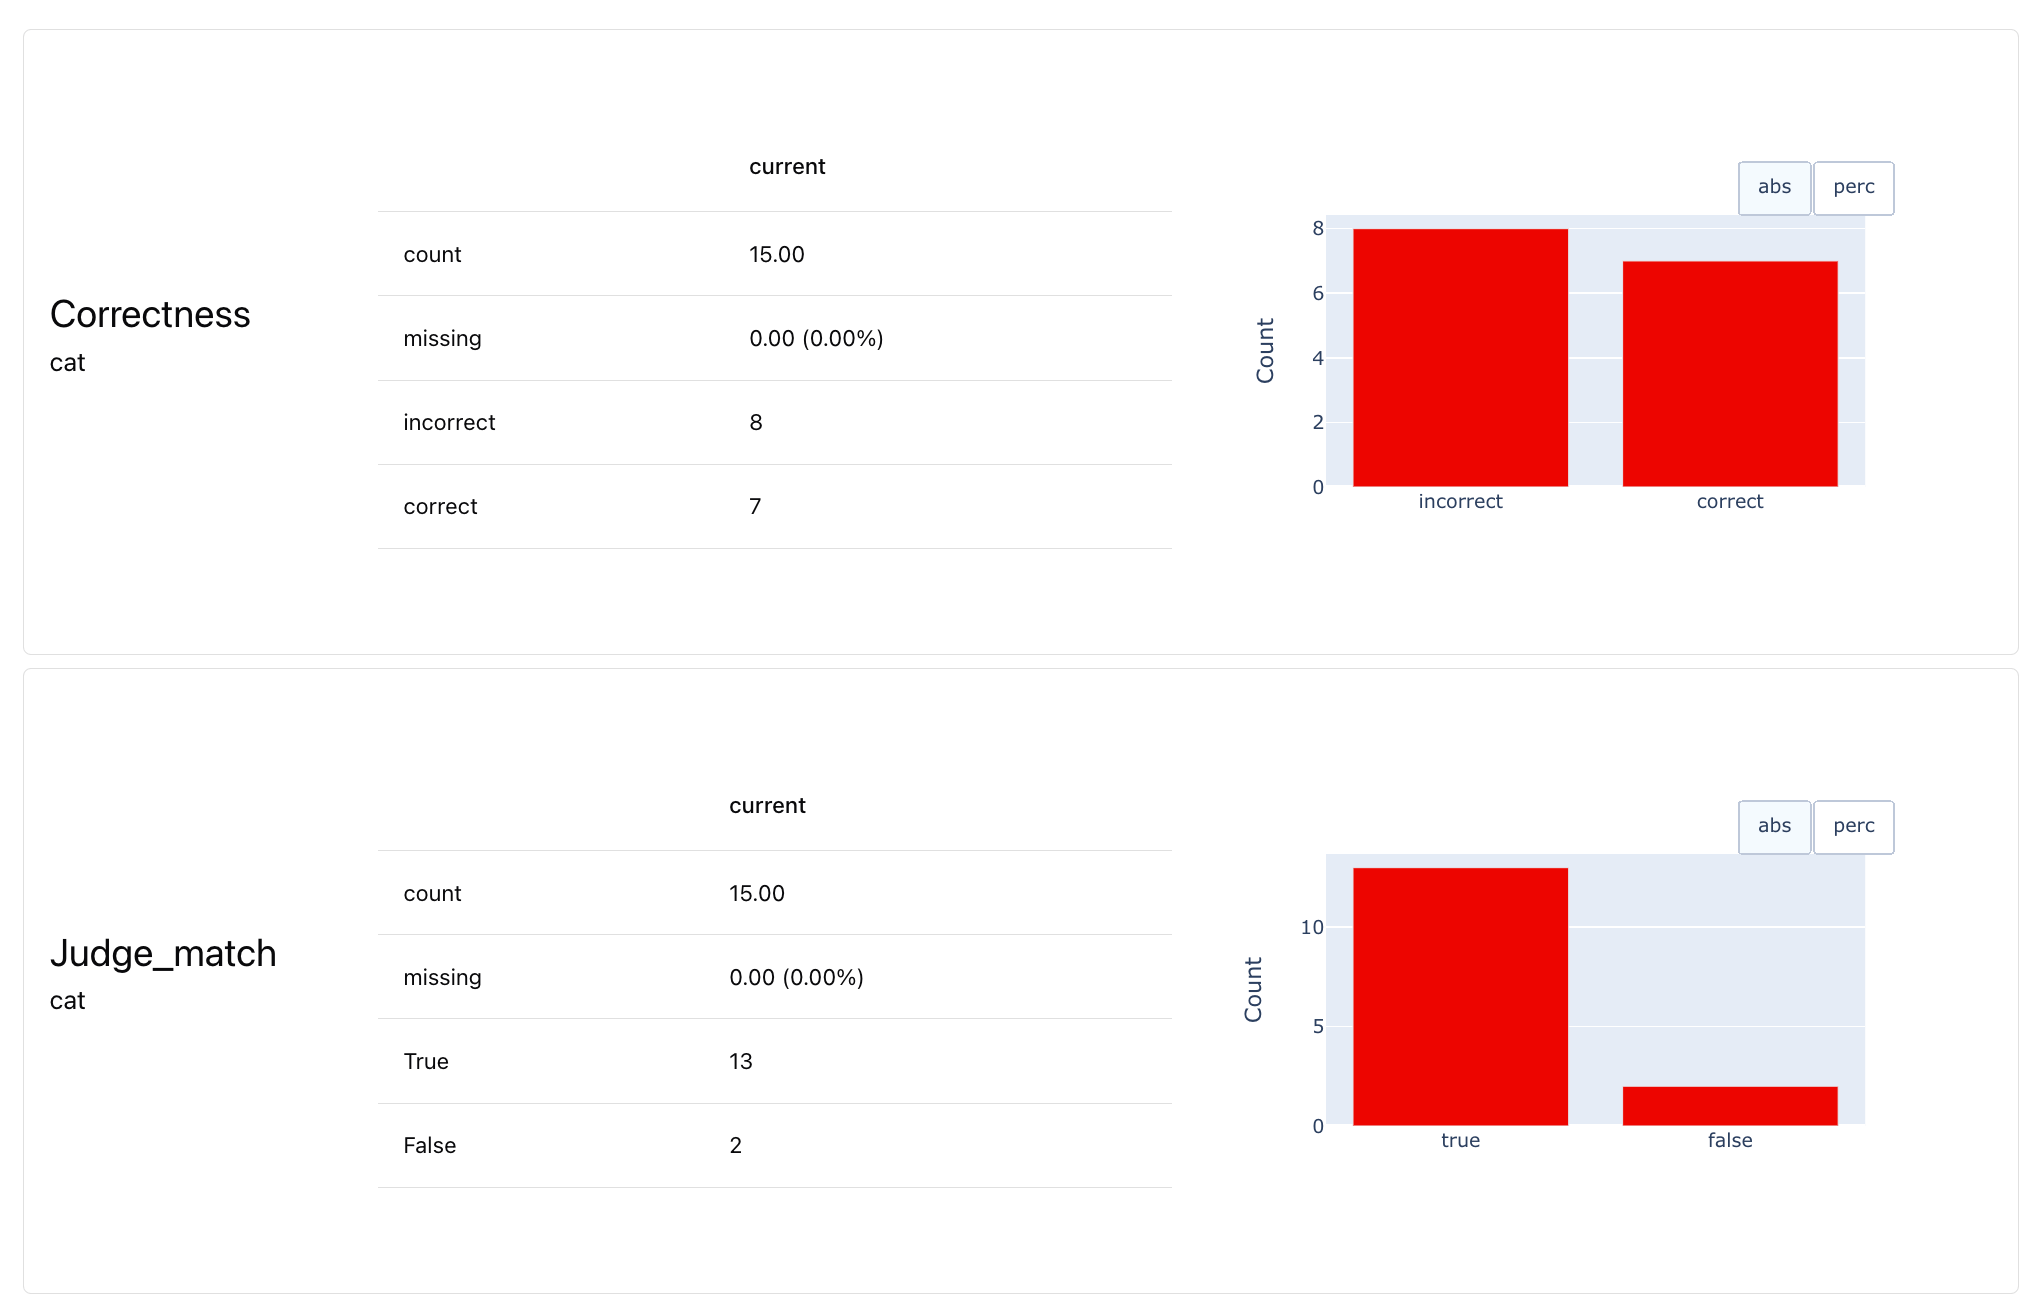 current
abs perc
count 15.00
Correctness
cat
missing 0.00 (0.00%)
incorrect 8
correct 7
8
6
4
2
0
Count
incorrect correct
current
abs perc
count 15.00
Judge_match
cat
missing 0.00 (0.00%)
True 13
False 2
10
5
0
Count
true false